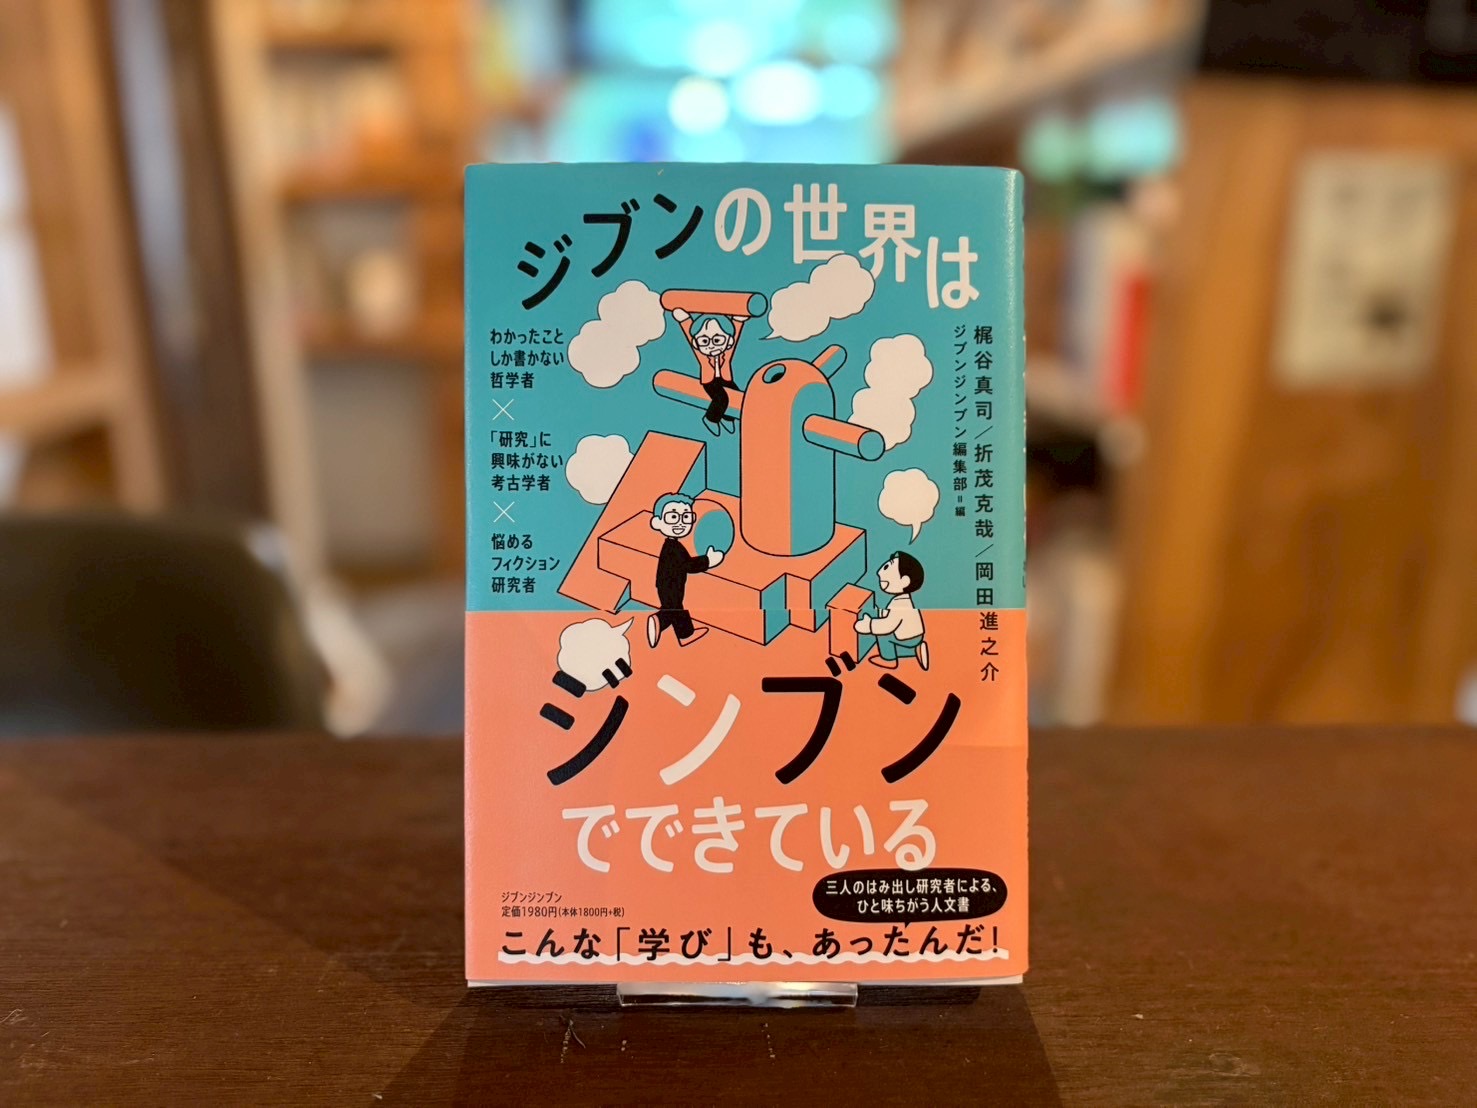 ジブンの世界は
ジンブン
でできている
わかったこと
しか書かない
哲学者
×
「研究」に
興味がない
考古学者
×
悩める
フィクション
研究者
梶谷真司／折茂克哉／岡田進之介
ジブンジンブン編集部＝編
三人のはみ出し研究者による、
ひと味ちがう人文書
ジブンジンブン
定価1980円(本体1800円+税)
こんな「学び」も、あったんだ!